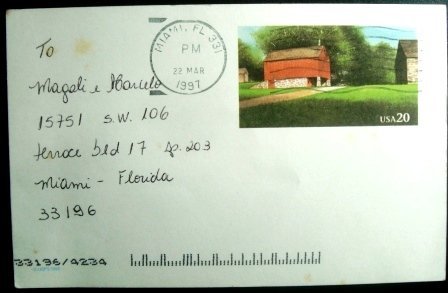 MIAMI, FL 331
PM
22 MAR
1997
USA20
To
Magali e Marcelo
15751 S.W. 106
terrace bld 17 Ap. 203
Miami - Florida
33196
33196/4234